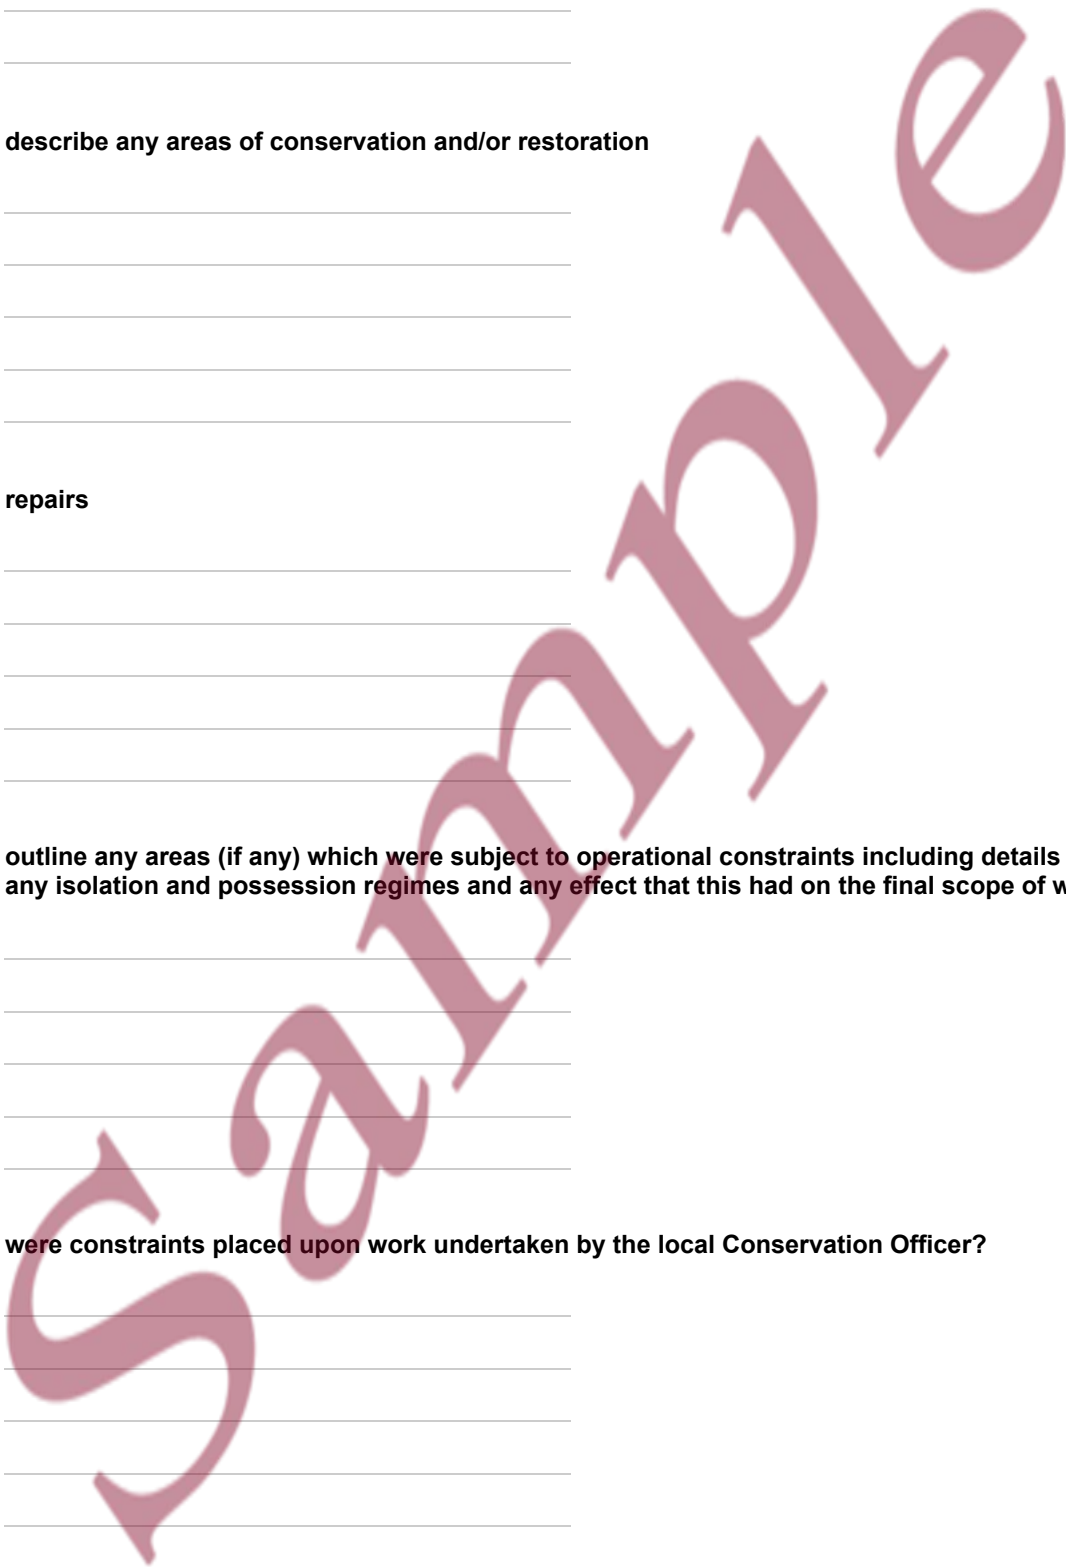 describe any areas of conservation and/or restoration
repairs
outline any areas (if any) which were subject to operational constraints including details
any isolation and possession regimes and any effect that this had on the final scope of
were constraints placed upon work undertaken by the local Conservation Officer?
Sample